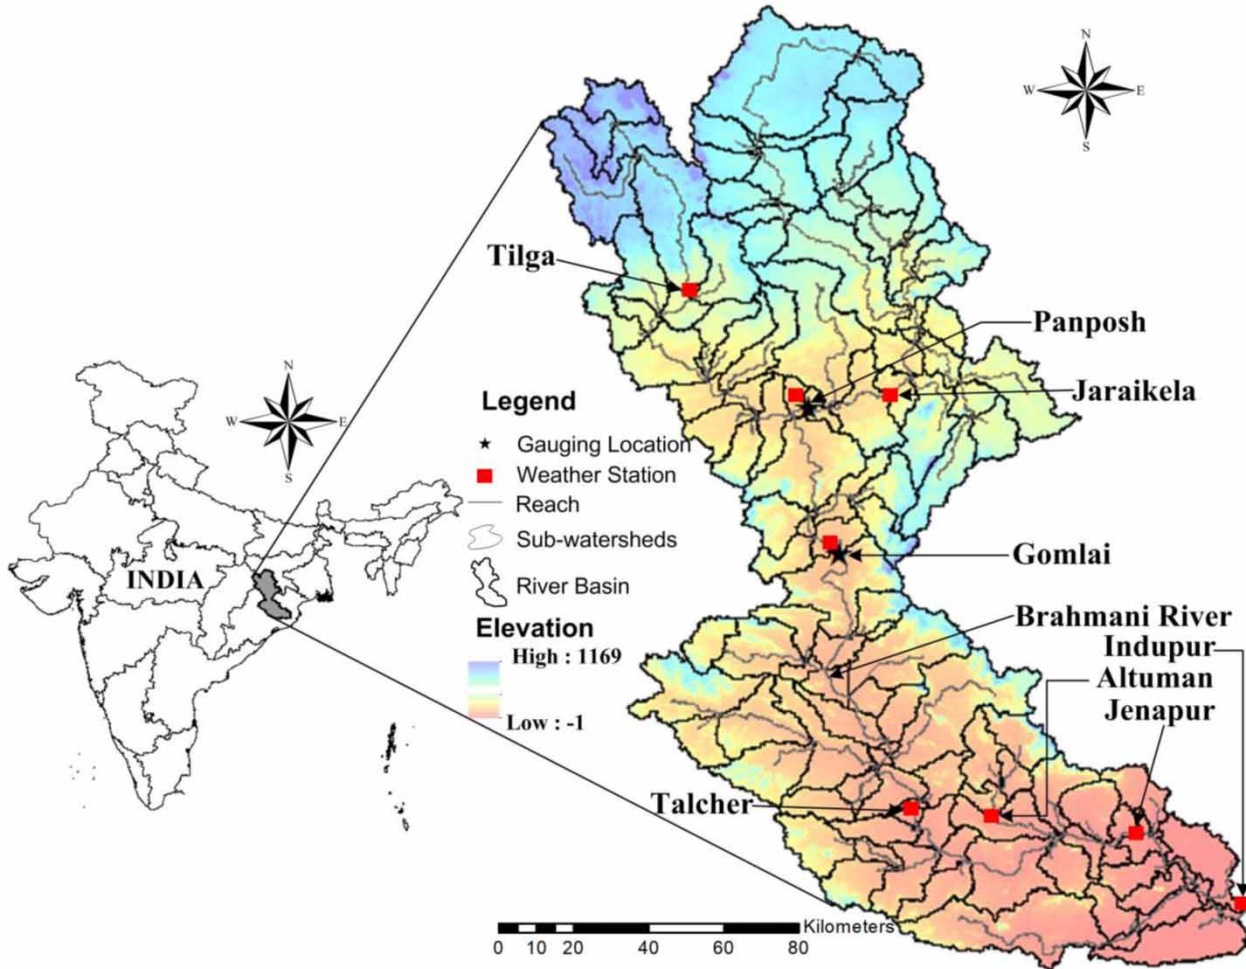 N
W
E
S
Tilga
Panposh
Jaraikela
N
W
E
S
Legend
Gauging Location
Weather Station
Reach
Sub-watersheds
River Basin
Gomlai
INDIA
Elevation
High : 1169
Low : -1
Brahmani River
Indupur
Altuman
Jenapur
Talcher
Kilometers
0 10 20 40 60 80